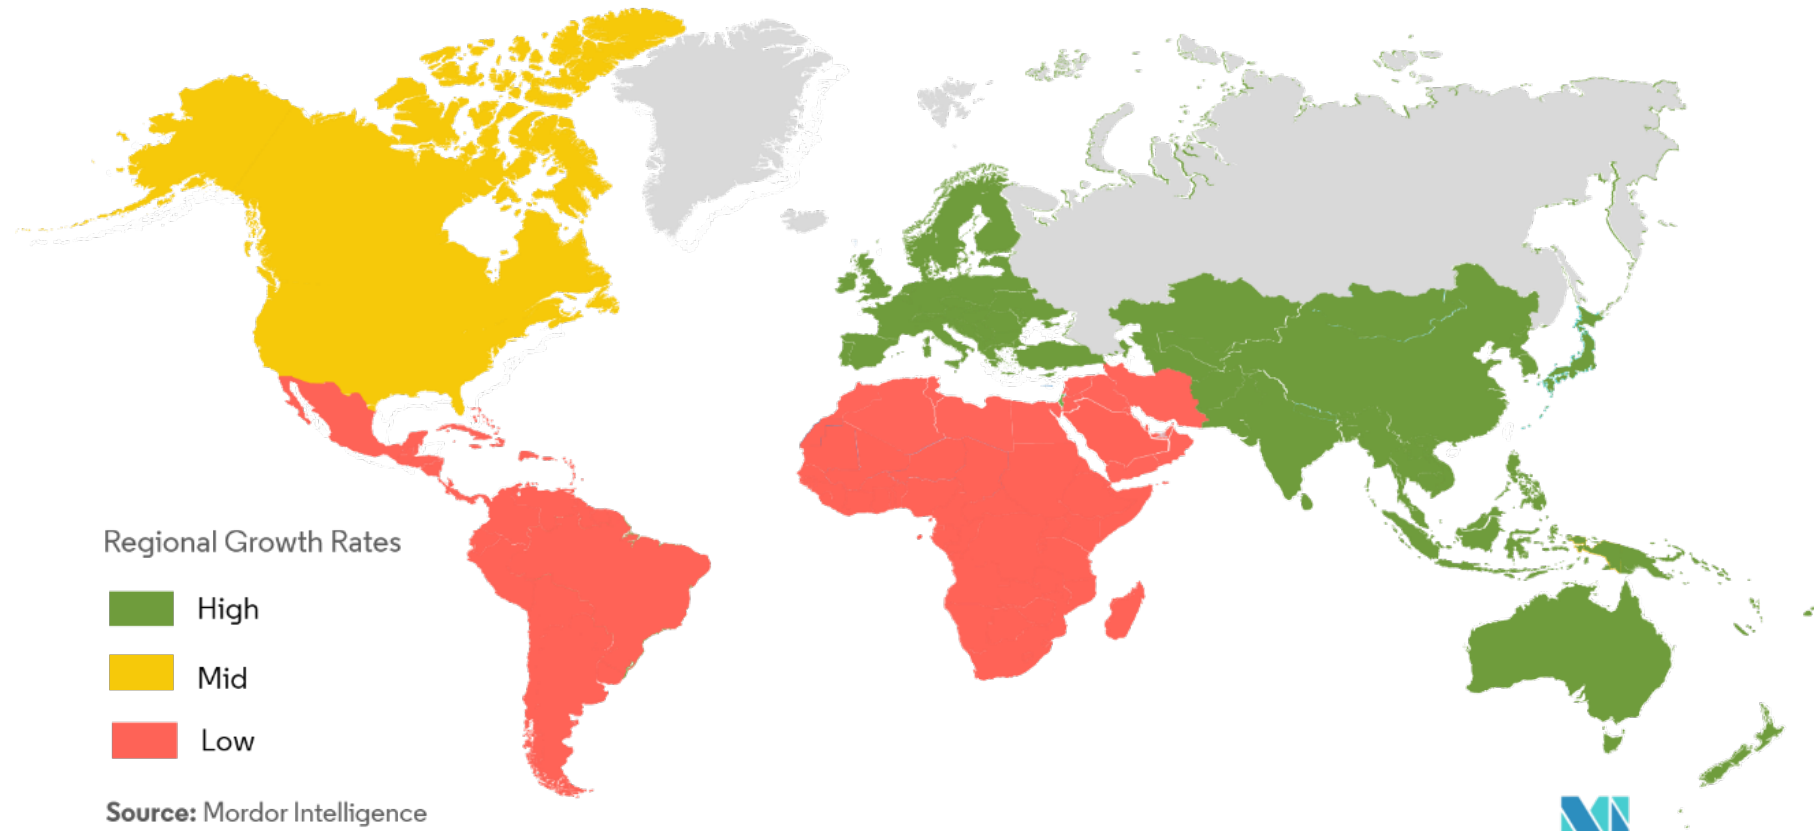 Regional Growth Rates
High
Mid
Low
Source: Mordor Intelligence